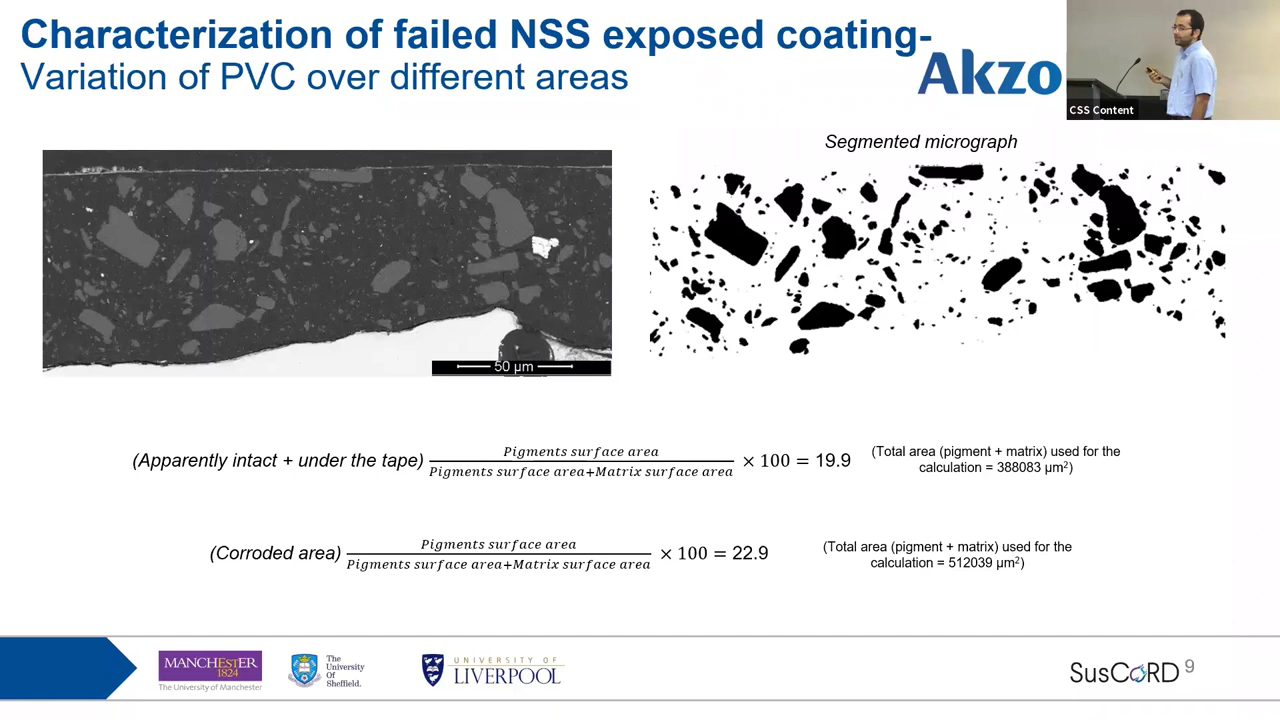 Characterization of failed NSS exposed coating-
Variation of PVC over different areas
Akzo
CSS Content
Segmented micrograph
50 µm
(Apparently intact + under the tape) Pigments surface area / Pigments surface area+Matrix surface area × 100 = 19.9
(Total area (pigment + matrix) used for the
calculation = 388083 µm²)
(Corroded area) Pigments surface area / Pigments surface area+Matrix surface area × 100 = 22.9
(Total area (pigment + matrix) used for the
calculation = 512039 µm²)
MANCHESTER
1824
The University of Manchester
The
University
Of
Sheffield.
UNIVERSITY OF
LIVERPOOL
SusCoRD
9